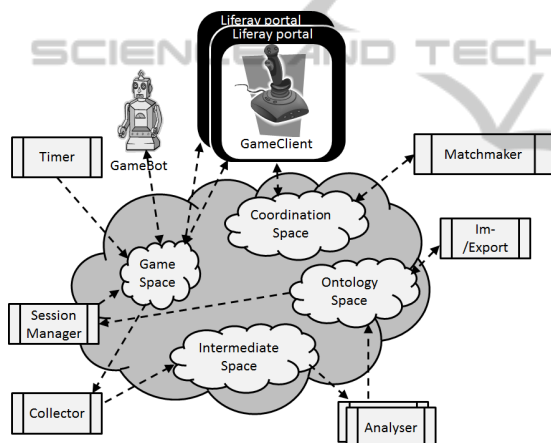 Liferay portal
Liferay portal
SCIENCE AND TECH
GameClient
GameBot
Timer
Matchmaker
Coordination
Space
Im-
/Export
Game
Space
Ontology
Space
Session
Manager
Intermediate
Space
Collector
Analyser